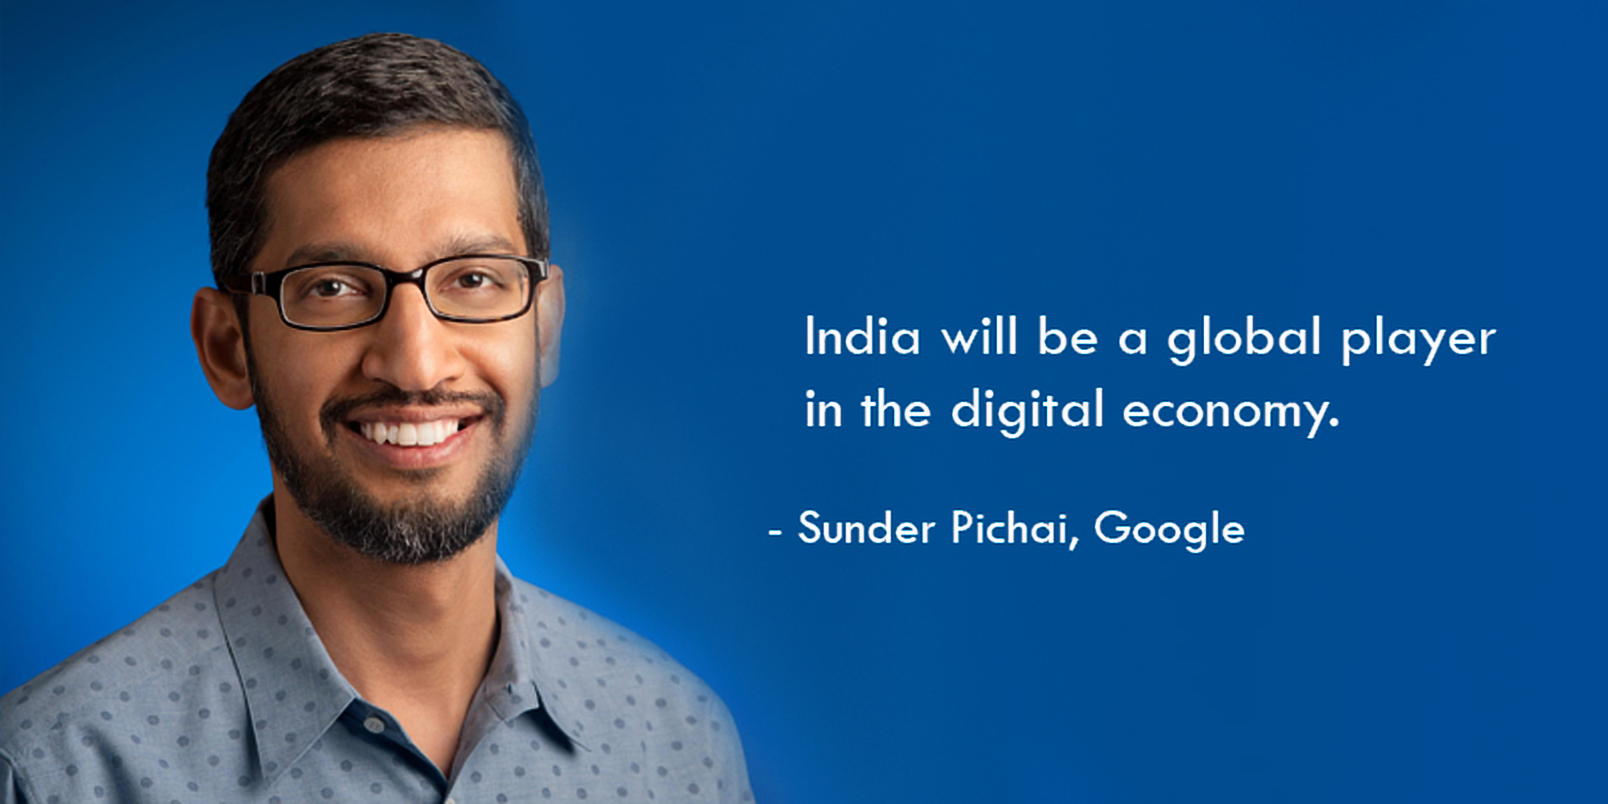 India will be a global player
in the digital economy.
- Sunder Pichai, Google